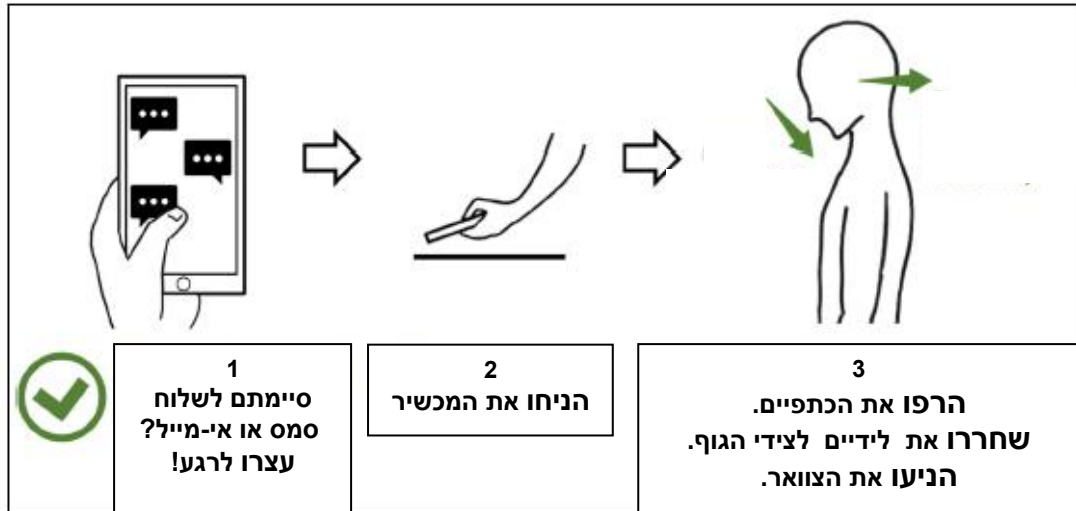 1
סיימתם לשלוח
סמס או אי-מייל?
עצרו לרגע!
2
הניחו את המכשיר
3
הרפו את הכתפיים.
שחררו את לידיים לצידי הגוף.
הניעו את הצוואר.